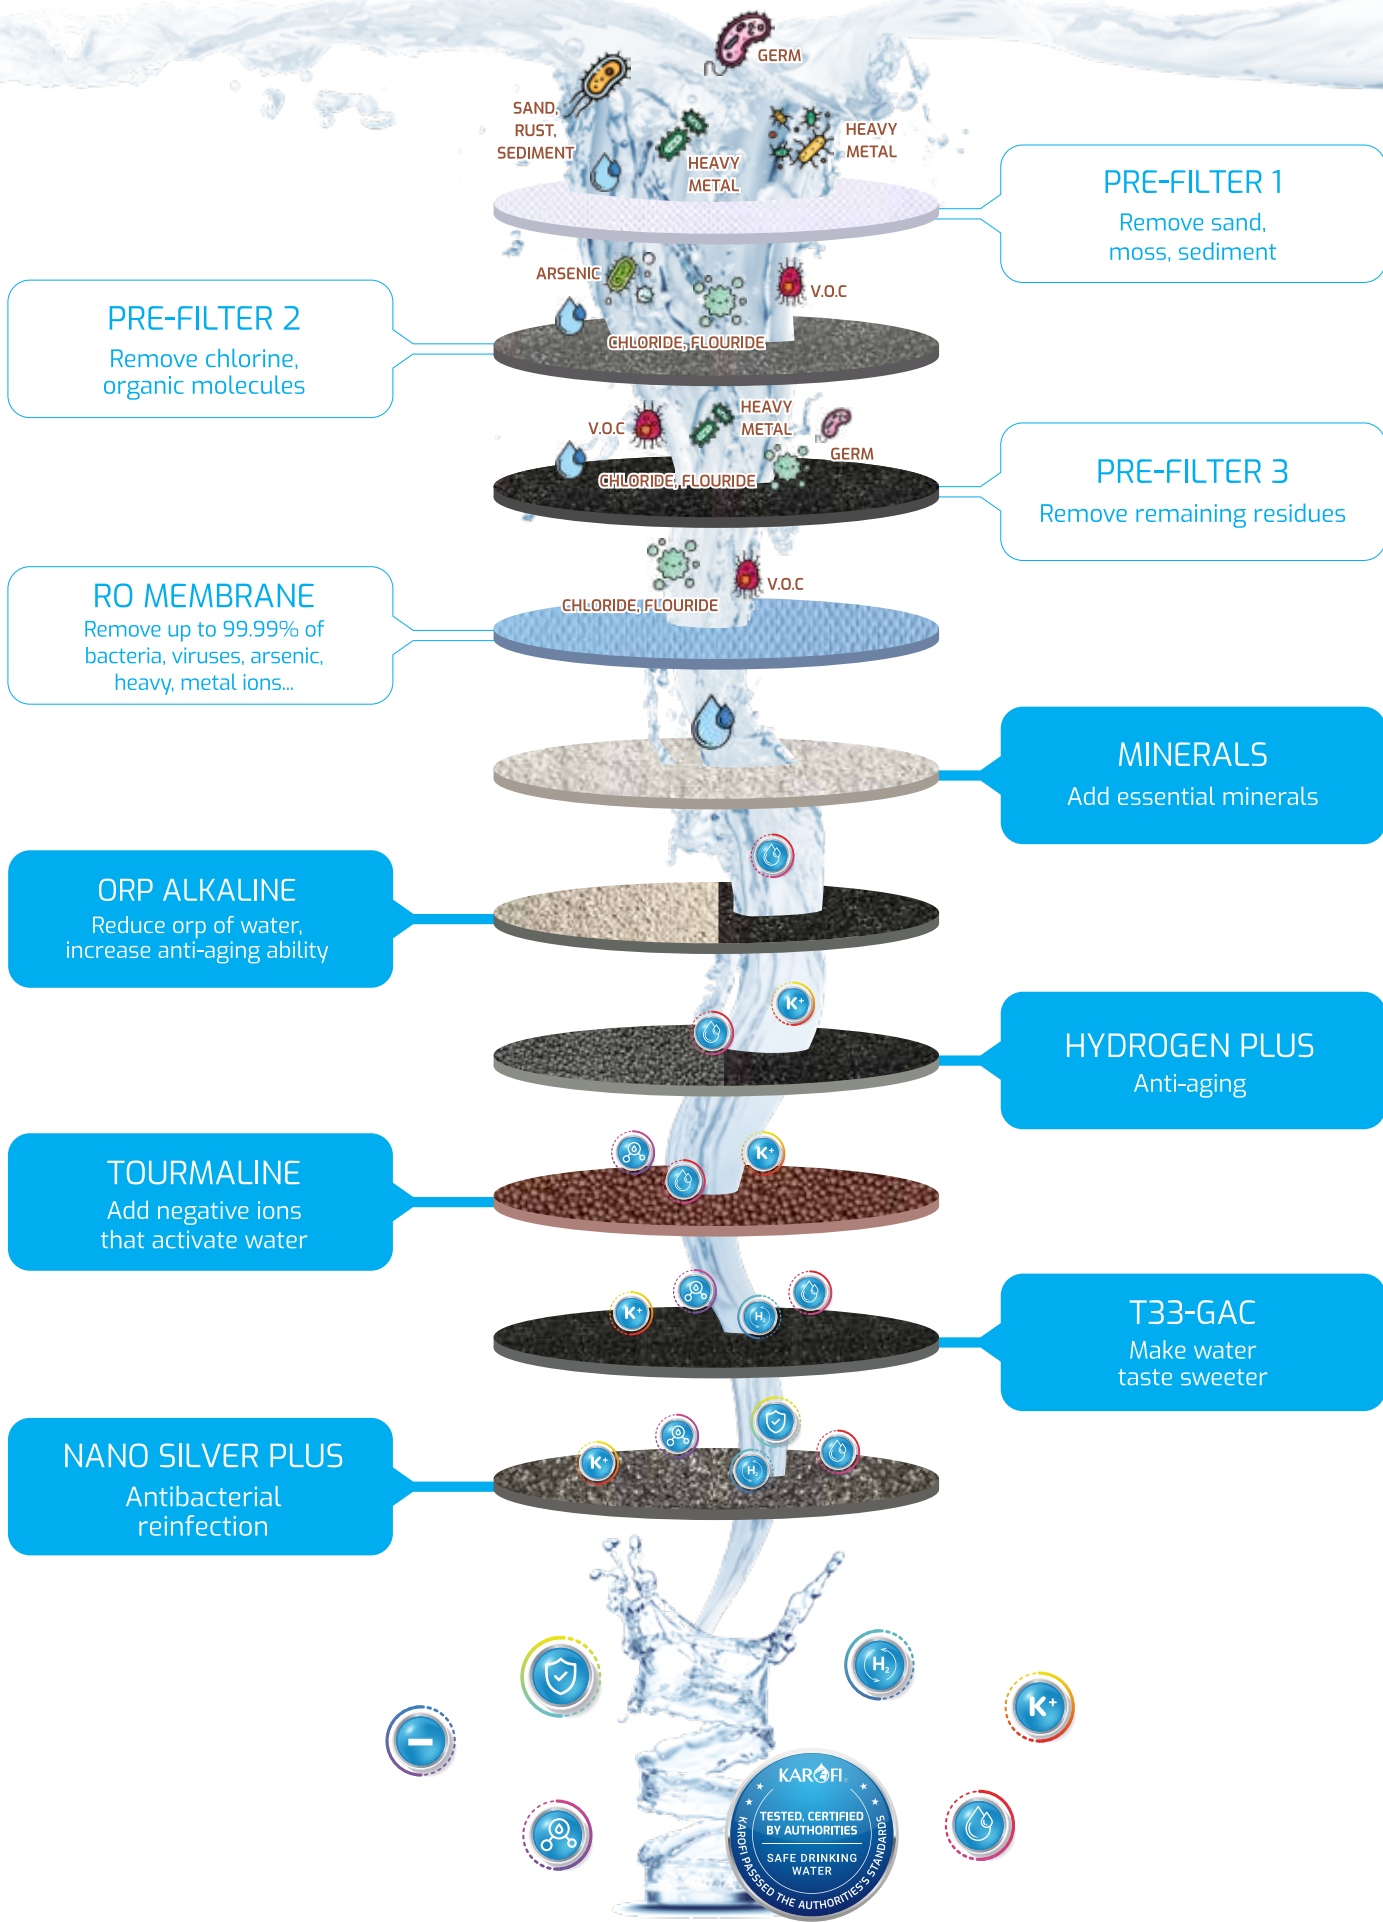 GERM
SAND,
RUST,
SEDIMENT
HEAVY
METAL
HEAVY
METAL
PRE-FILTER 1
Remove sand,
moss, sediment
ARSENIC
V.O.C
CHLORIDE, FLOURIDE
PRE-FILTER 2
Remove chlorine,
organic molecules
V.O.C
HEAVY
METAL
GERM
CHLORIDE, FLOURIDE
PRE-FILTER 3
Remove remaining residues
V.O.C
CHLORIDE, FLOURIDE
RO MEMBRANE
Remove up to 99.99% of
bacteria, viruses, arsenic,
heavy, metal ions...
MINERALS
Add essential minerals
ORP ALKALINE
Reduce orp of water,
increase anti-aging ability
K+
HYDROGEN PLUS
Anti-aging
K+
TOURMALINE
Add negative ions
that activate water
K+
H₂
T33-GAC
Make water
taste sweeter
K+
H₂
NANO SILVER PLUS
Antibacterial
reinfection
H₂
K+
KAROFI
TESTED, CERTIFIED
BY AUTHORITIES
SAFE DRINKING
WATER
KAROFI PASSSED THE AUTHORITIES'S STANDARDS